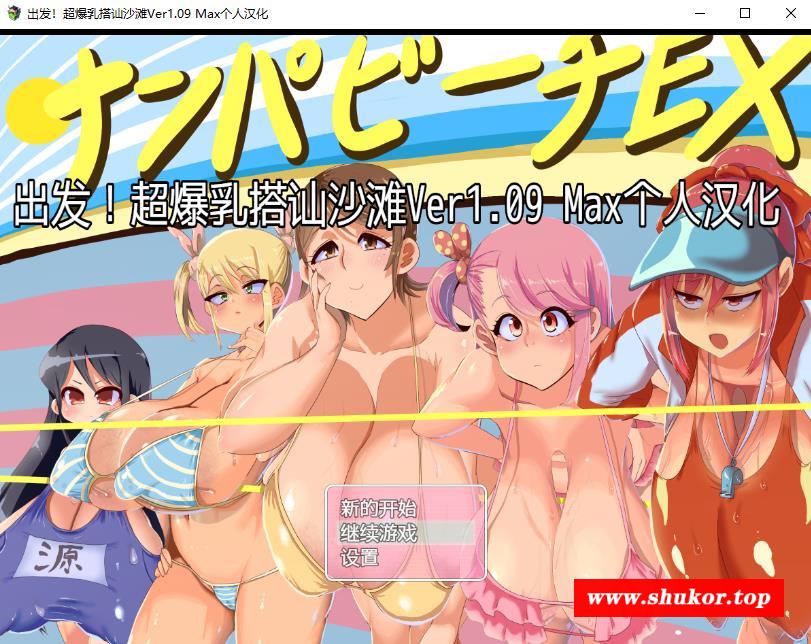 出发！超爆乳搭讪沙滩Ver1.09 Max个人汉化
ナンパビーチEX
出发！超爆乳搭讪沙滩Ver1.09 Max个人汉化
源
新的开始
继续游戏
设置
www.shukor.top